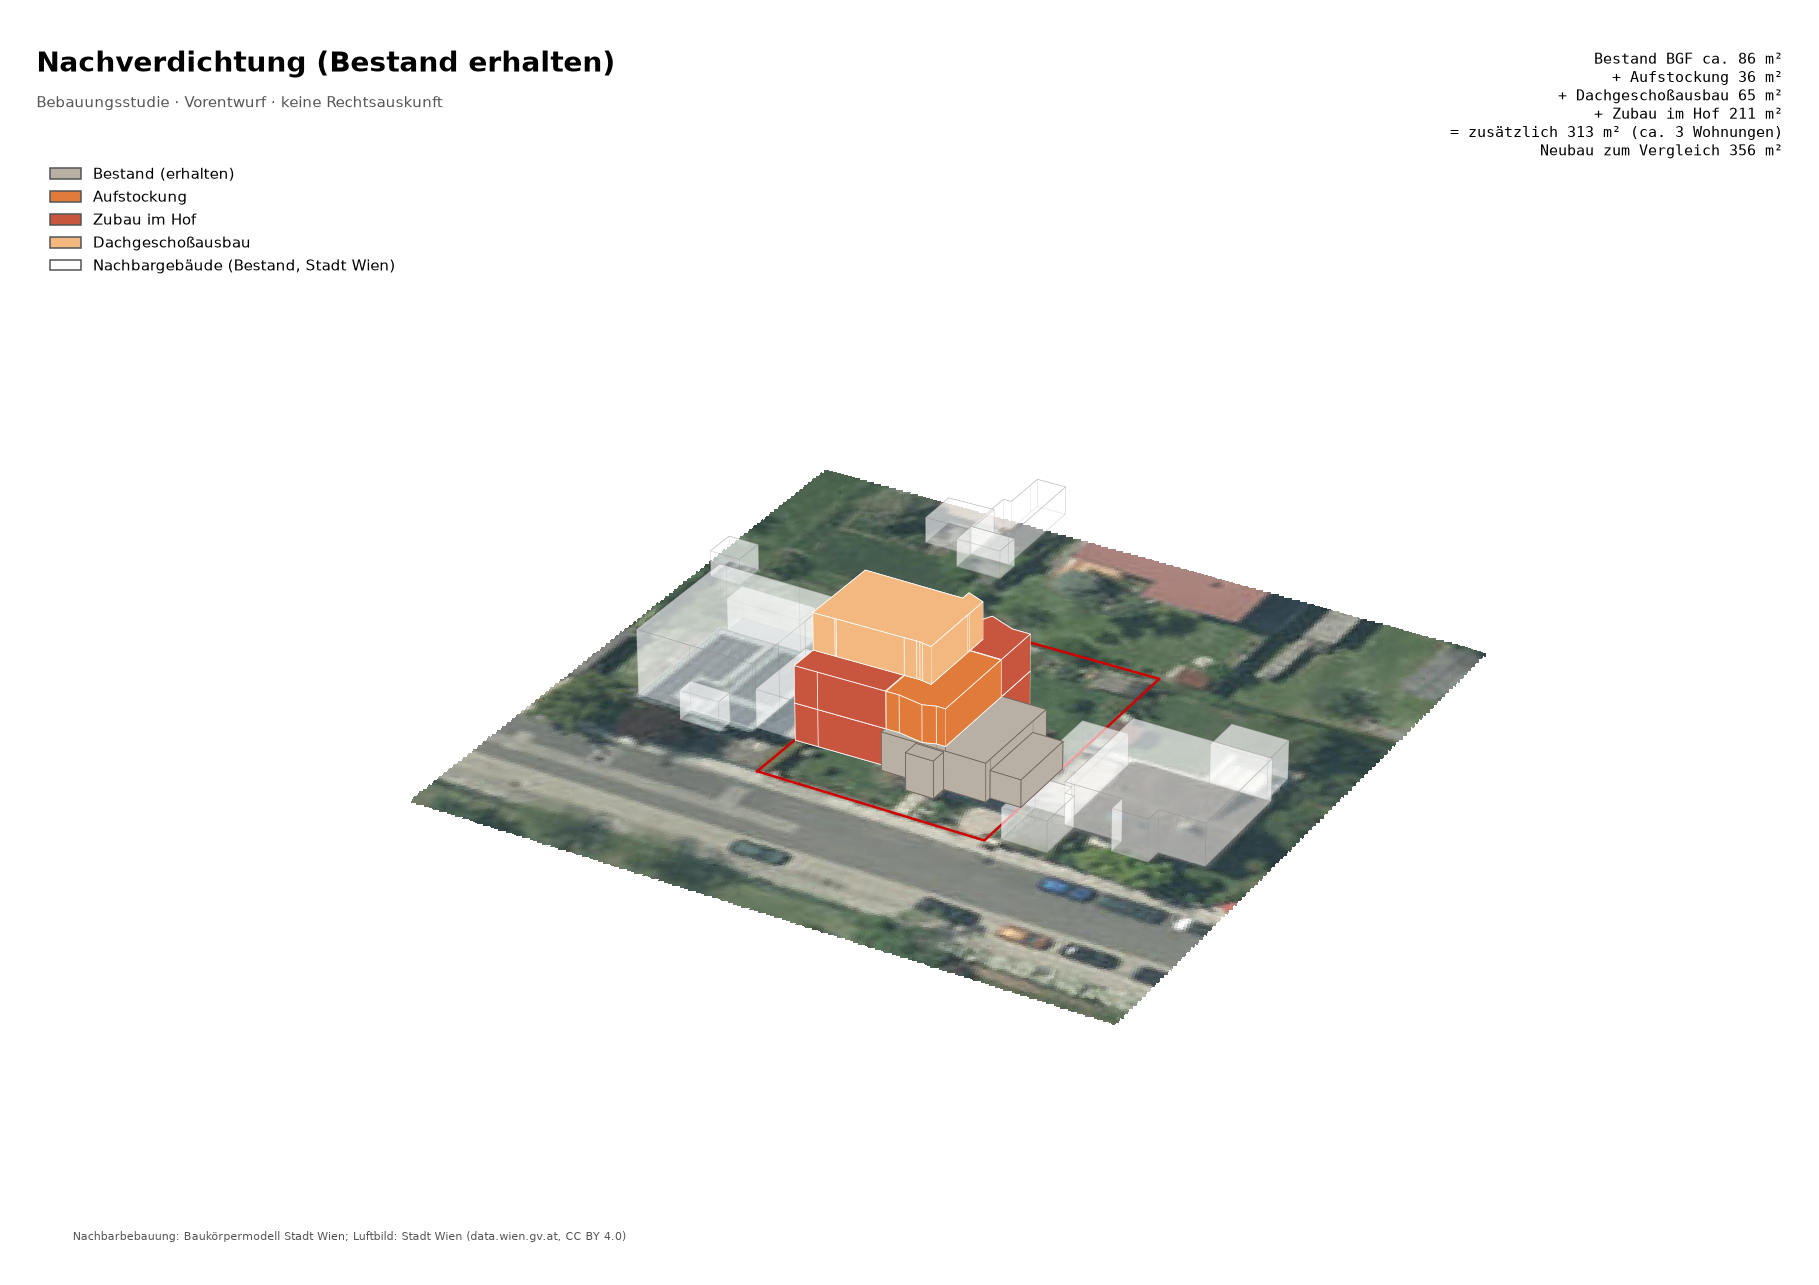 Nachverdichtung (Bestand erhalten)
Bebauungsstudie · Vorentwurf · keine Rechtsauskunft
Bestand BGF ca. 86 m²
+ Aufstockung 36 m²
+ Dachgeschoßausbau 65 m²
+ Zubau im Hof 211 m²
= zusätzlich 313 m² (ca. 3 Wohnungen)
Neubau zum Vergleich 356 m²
Bestand (erhalten)
Aufstockung
Zubau im Hof
Dachgeschoßausbau
Nachbargebäude (Bestand, Stadt Wien)
Nachbarbebauung: Baukörpermodell Stadt Wien; Luftbild: Stadt Wien (data.wien.gv.at, CC BY 4.0)